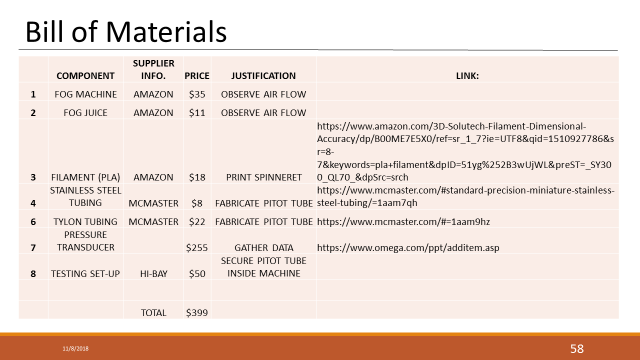 Bill of Materials
COMPONENT SUPPLIER INFO. PRICE JUSTIFICATION LINK:
1 FOG MACHINE AMAZON $35 OBSERVE AIR FLOW
2 FOG JUICE AMAZON $11 OBSERVE AIR FLOW
3 FILAMENT (PLA) AMAZON $18 PRINT SPINNERET
https://www.amazon.com/3D-Solutech-Filament-Dimensional-
Accuracy/dp/B00ME7E5X0/ref=sr_1_7?ie=UTF8&qid=1510927786&s
r=8-
7&keywords=pla+filament&dpID=51yg%252B3wUjWL&preST=_SY30
0_QL70_&dpSrc=srch
4 STAINLESS STEEL TUBING MCMASTER $8 FABRICATE PITOT TUBE
https://www.mcmaster.com/#standard-precision-miniature-stainless-
steel-tubing/=1aam7qh
6 TYLON TUBING MCMASTER $22 FABRICATE PITOT TUBE https://www.mcmaster.com/#=1aam9hz
7 PRESSURE TRANSDUCER $255 GATHER DATA https://www.omega.com/ppt/additem.asp
8 TESTING SET-UP HI-BAY $50 SECURE PITOT TUBE INSIDE MACHINE
TOTAL $399
11/8/2018
58